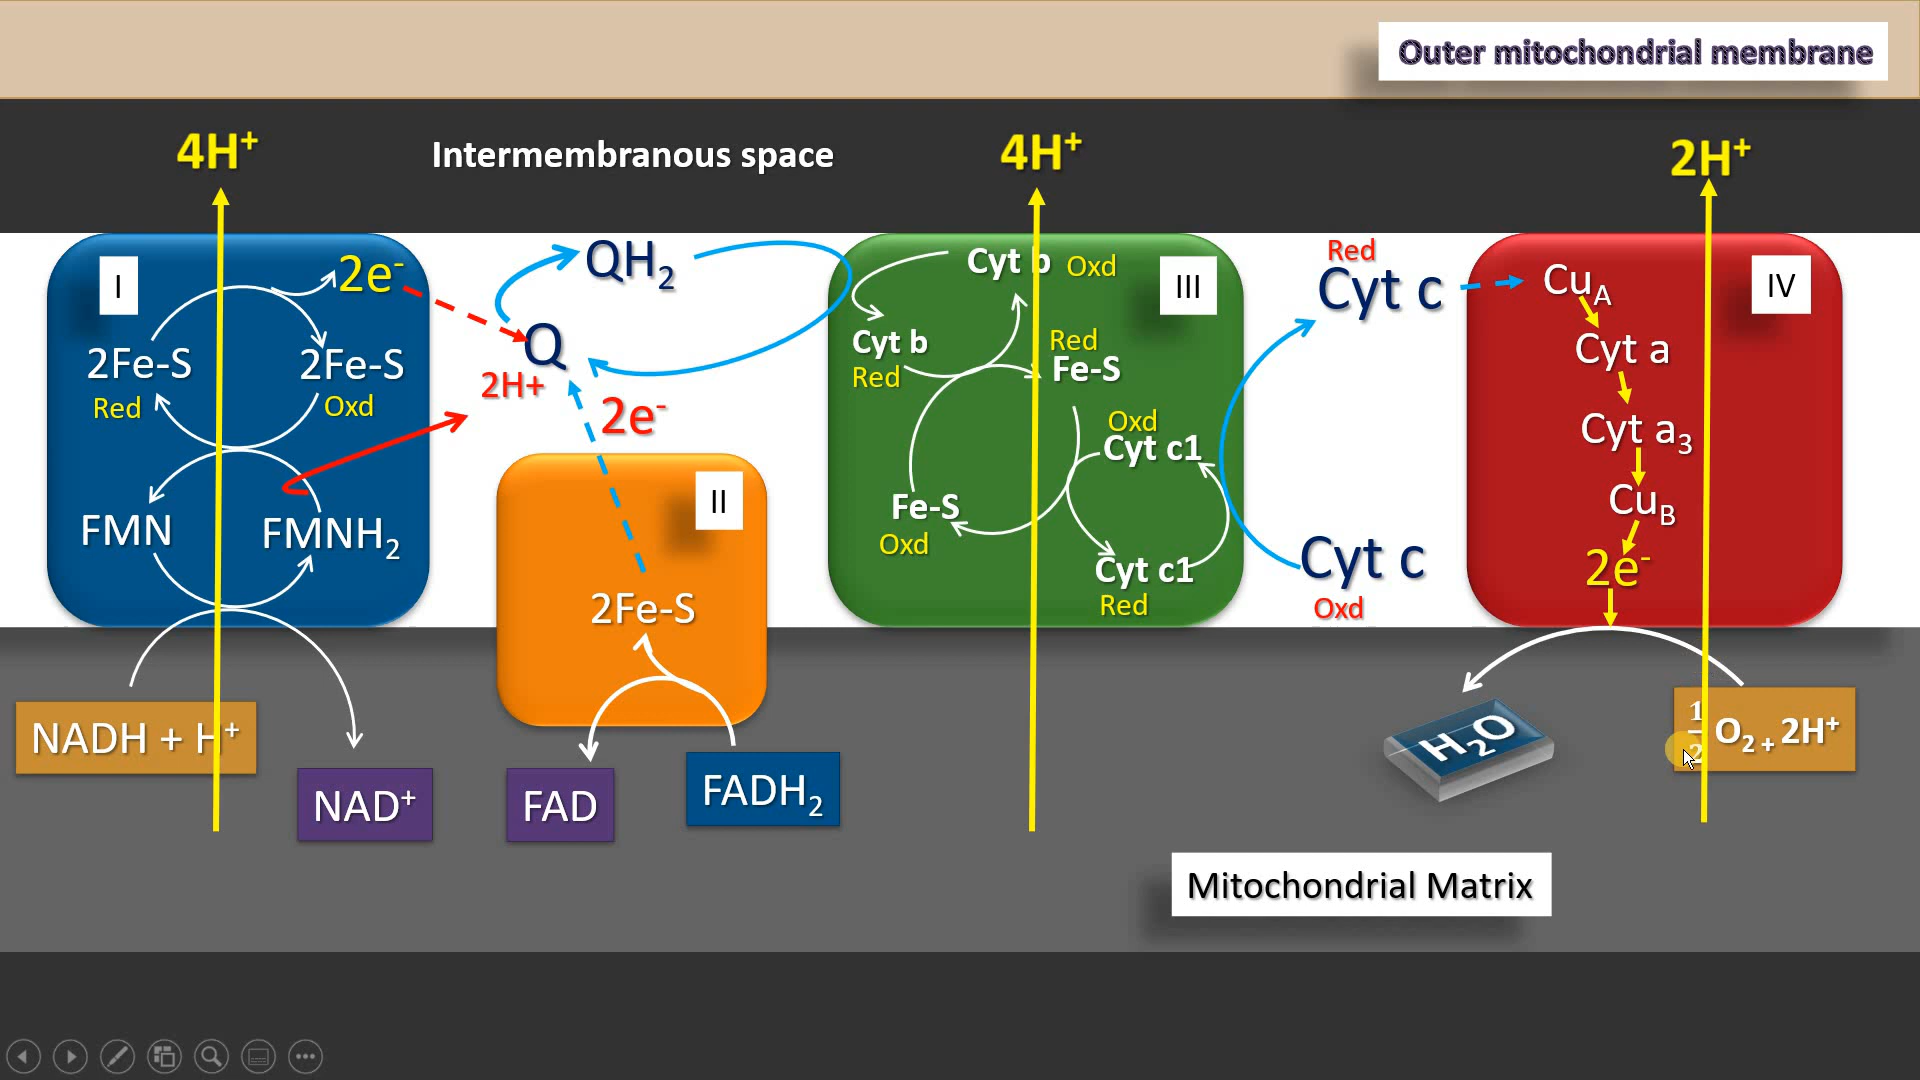 Outer mitochondrial membrane
4H⁺
Intermembranous space
4H⁺
2H⁺
I
2e⁻
2Fe-S
Red
2Fe-S
Oxd
FMN
FMNH₂
NADH + H⁺
NAD⁺
QH₂
Q
2H+
2e⁻
II
2Fe-S
FAD
FADH₂
III
Cyt b Oxd
Cyt b
Red
Red
Fe-S
Oxd
Cyt c1
Fe-S
Oxd
Cyt c1
Red
Red
Cyt c
Cyt c
Oxd
IV
Cu_A
Cyt a
Cyt a₃
Cu_B
2e⁻
H₂O
½ O₂ + 2H⁺
Mitochondrial Matrix